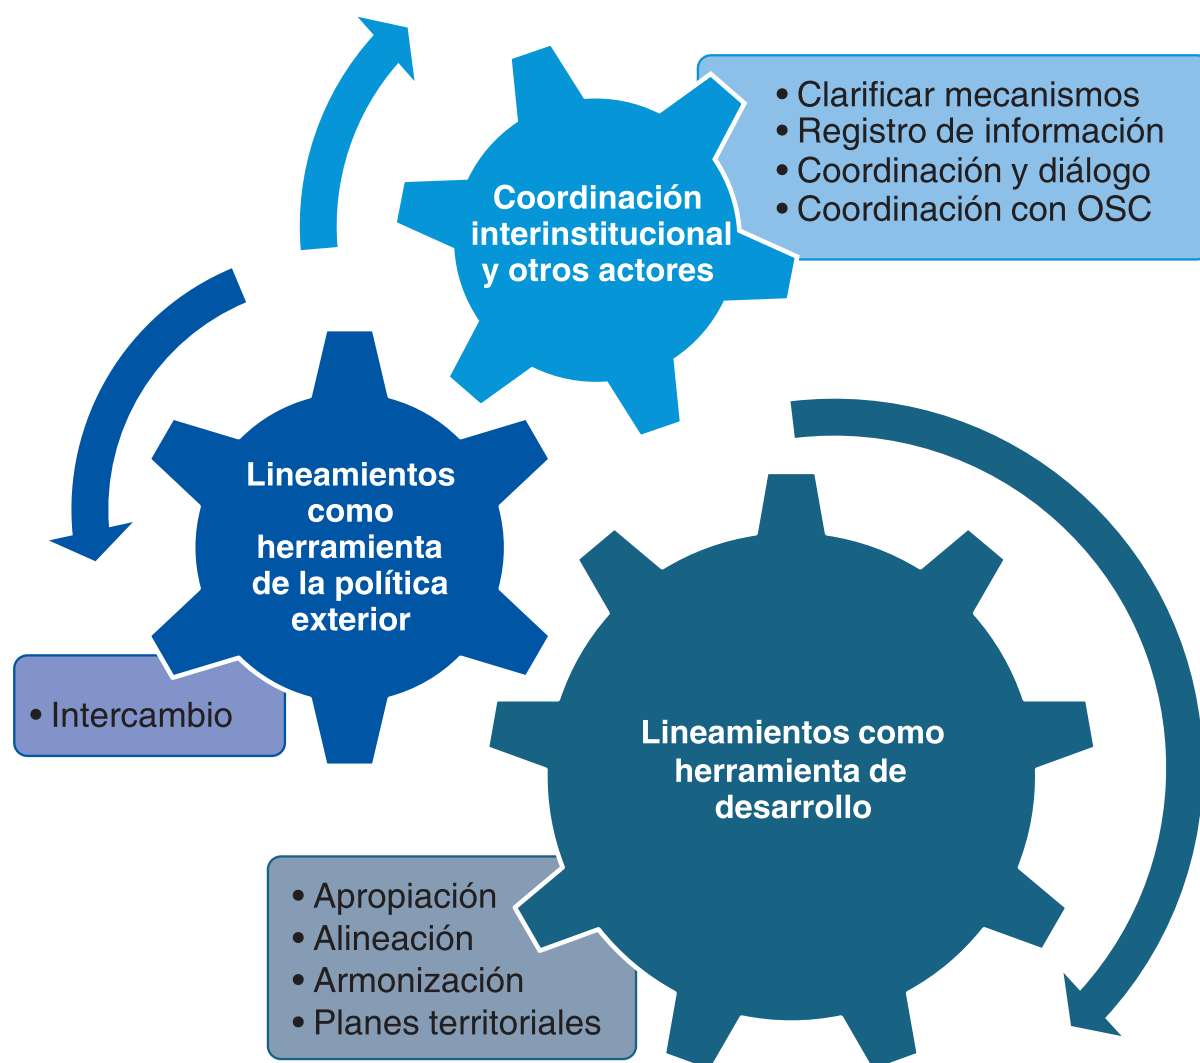 • Clarificar mecanismos
• Registro de información
• Coordinación y diálogo
• Coordinación con OSC
Coordinación
interinstitucional
y otros actores
Lineamientos
como
herramienta
de la política
exterior
• Intercambio
Lineamientos como
herramienta de
desarrollo
• Apropiación
• Alineación
• Armonización
• Planes territoriales